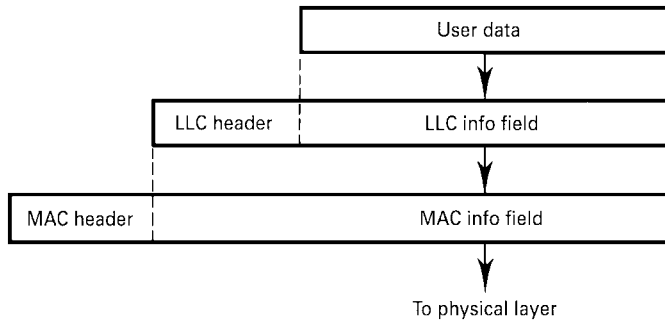 User data
LLC header
LLC info field
MAC header
MAC info field
To physical layer